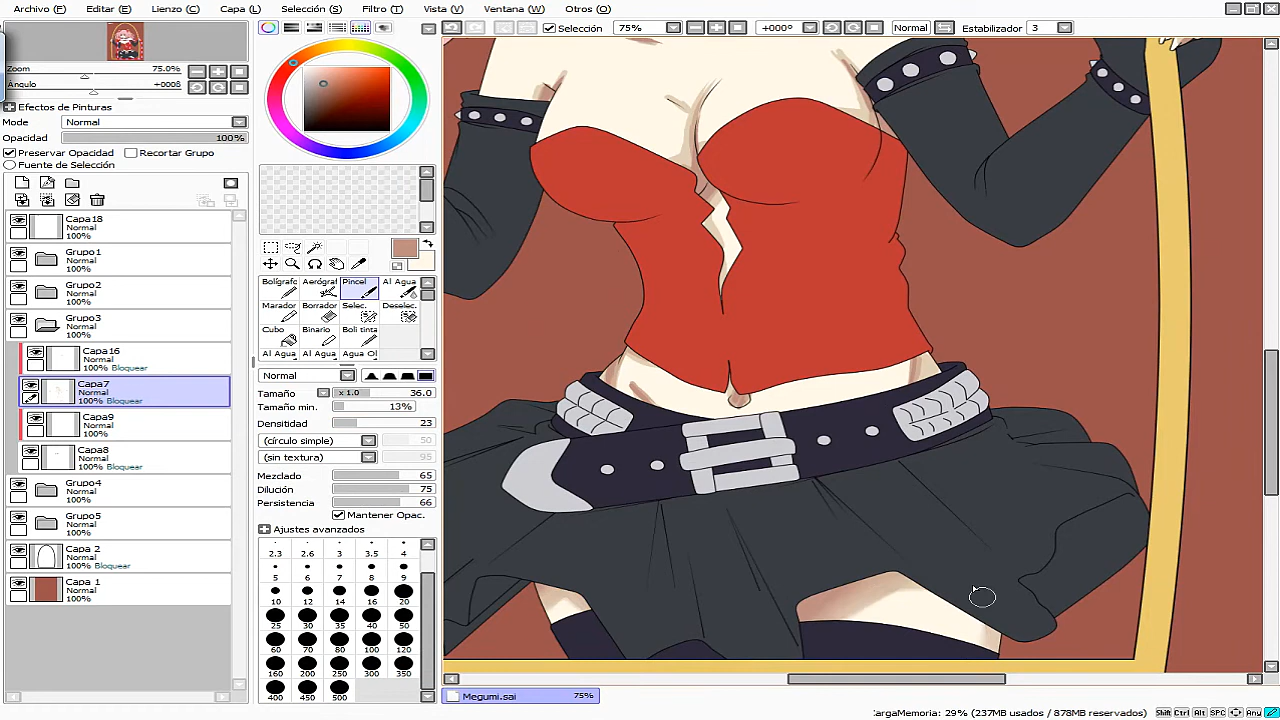 Archivo (F) Editar (E) Lienzo (C) Capa (L) Selección (S) Filtro (T) Vista (V) Ventana (W) Otros (O)
Selección 75% +000° Normal Estabilizador 3
Zoom 75.0%
Angulo +000ß
Efectos de Pinturas
Mode Normal
Opacidad 100%
Preservar Opacidad Recortar Grupo
Fuente de Selección
Capa18
Normal
100%
Grupo1
Normal
100%
Grupo2
Normal
100%
Grupo3
Normal
100%
Capa16
Normal
100% Bloquear
Capa7
Normal
100% Bloquear
Capa9
Normal
100%
Capa8
Normal
100% Bloquear
Grupo4
Normal
100%
Grupo5
Normal
100%
Capa 2
Normal
100% Bloquear
Capa 1
Normal
100%
Bolígrafo Aerógraf Pincel Al Agua
Marador Borrador Selec. Deselec.
Cubo Binario Boli tinta
Al Agua Al Agua Agua Ol
Normal
Tamaño x 1.0 36.0
Tamaño min. 13%
Densitidad 23
(círculo simple) 50
(sin textura) 95
Mezclado 65
Dilución 75
Persistencia 66
Mantener Opac.
Ajustes avanzados
2.3 2.6 3 3.5 4
5 6 7 8 9
10 12 14 16 20
25 30 35 40 50
60 70 80 100 120
160 200 250 300 350
400 450 500
Megumi.sai 75%
CargaMemoria: 29% (237MB usados / 878MB reservados) Shift Ctrl Alt SPC Any